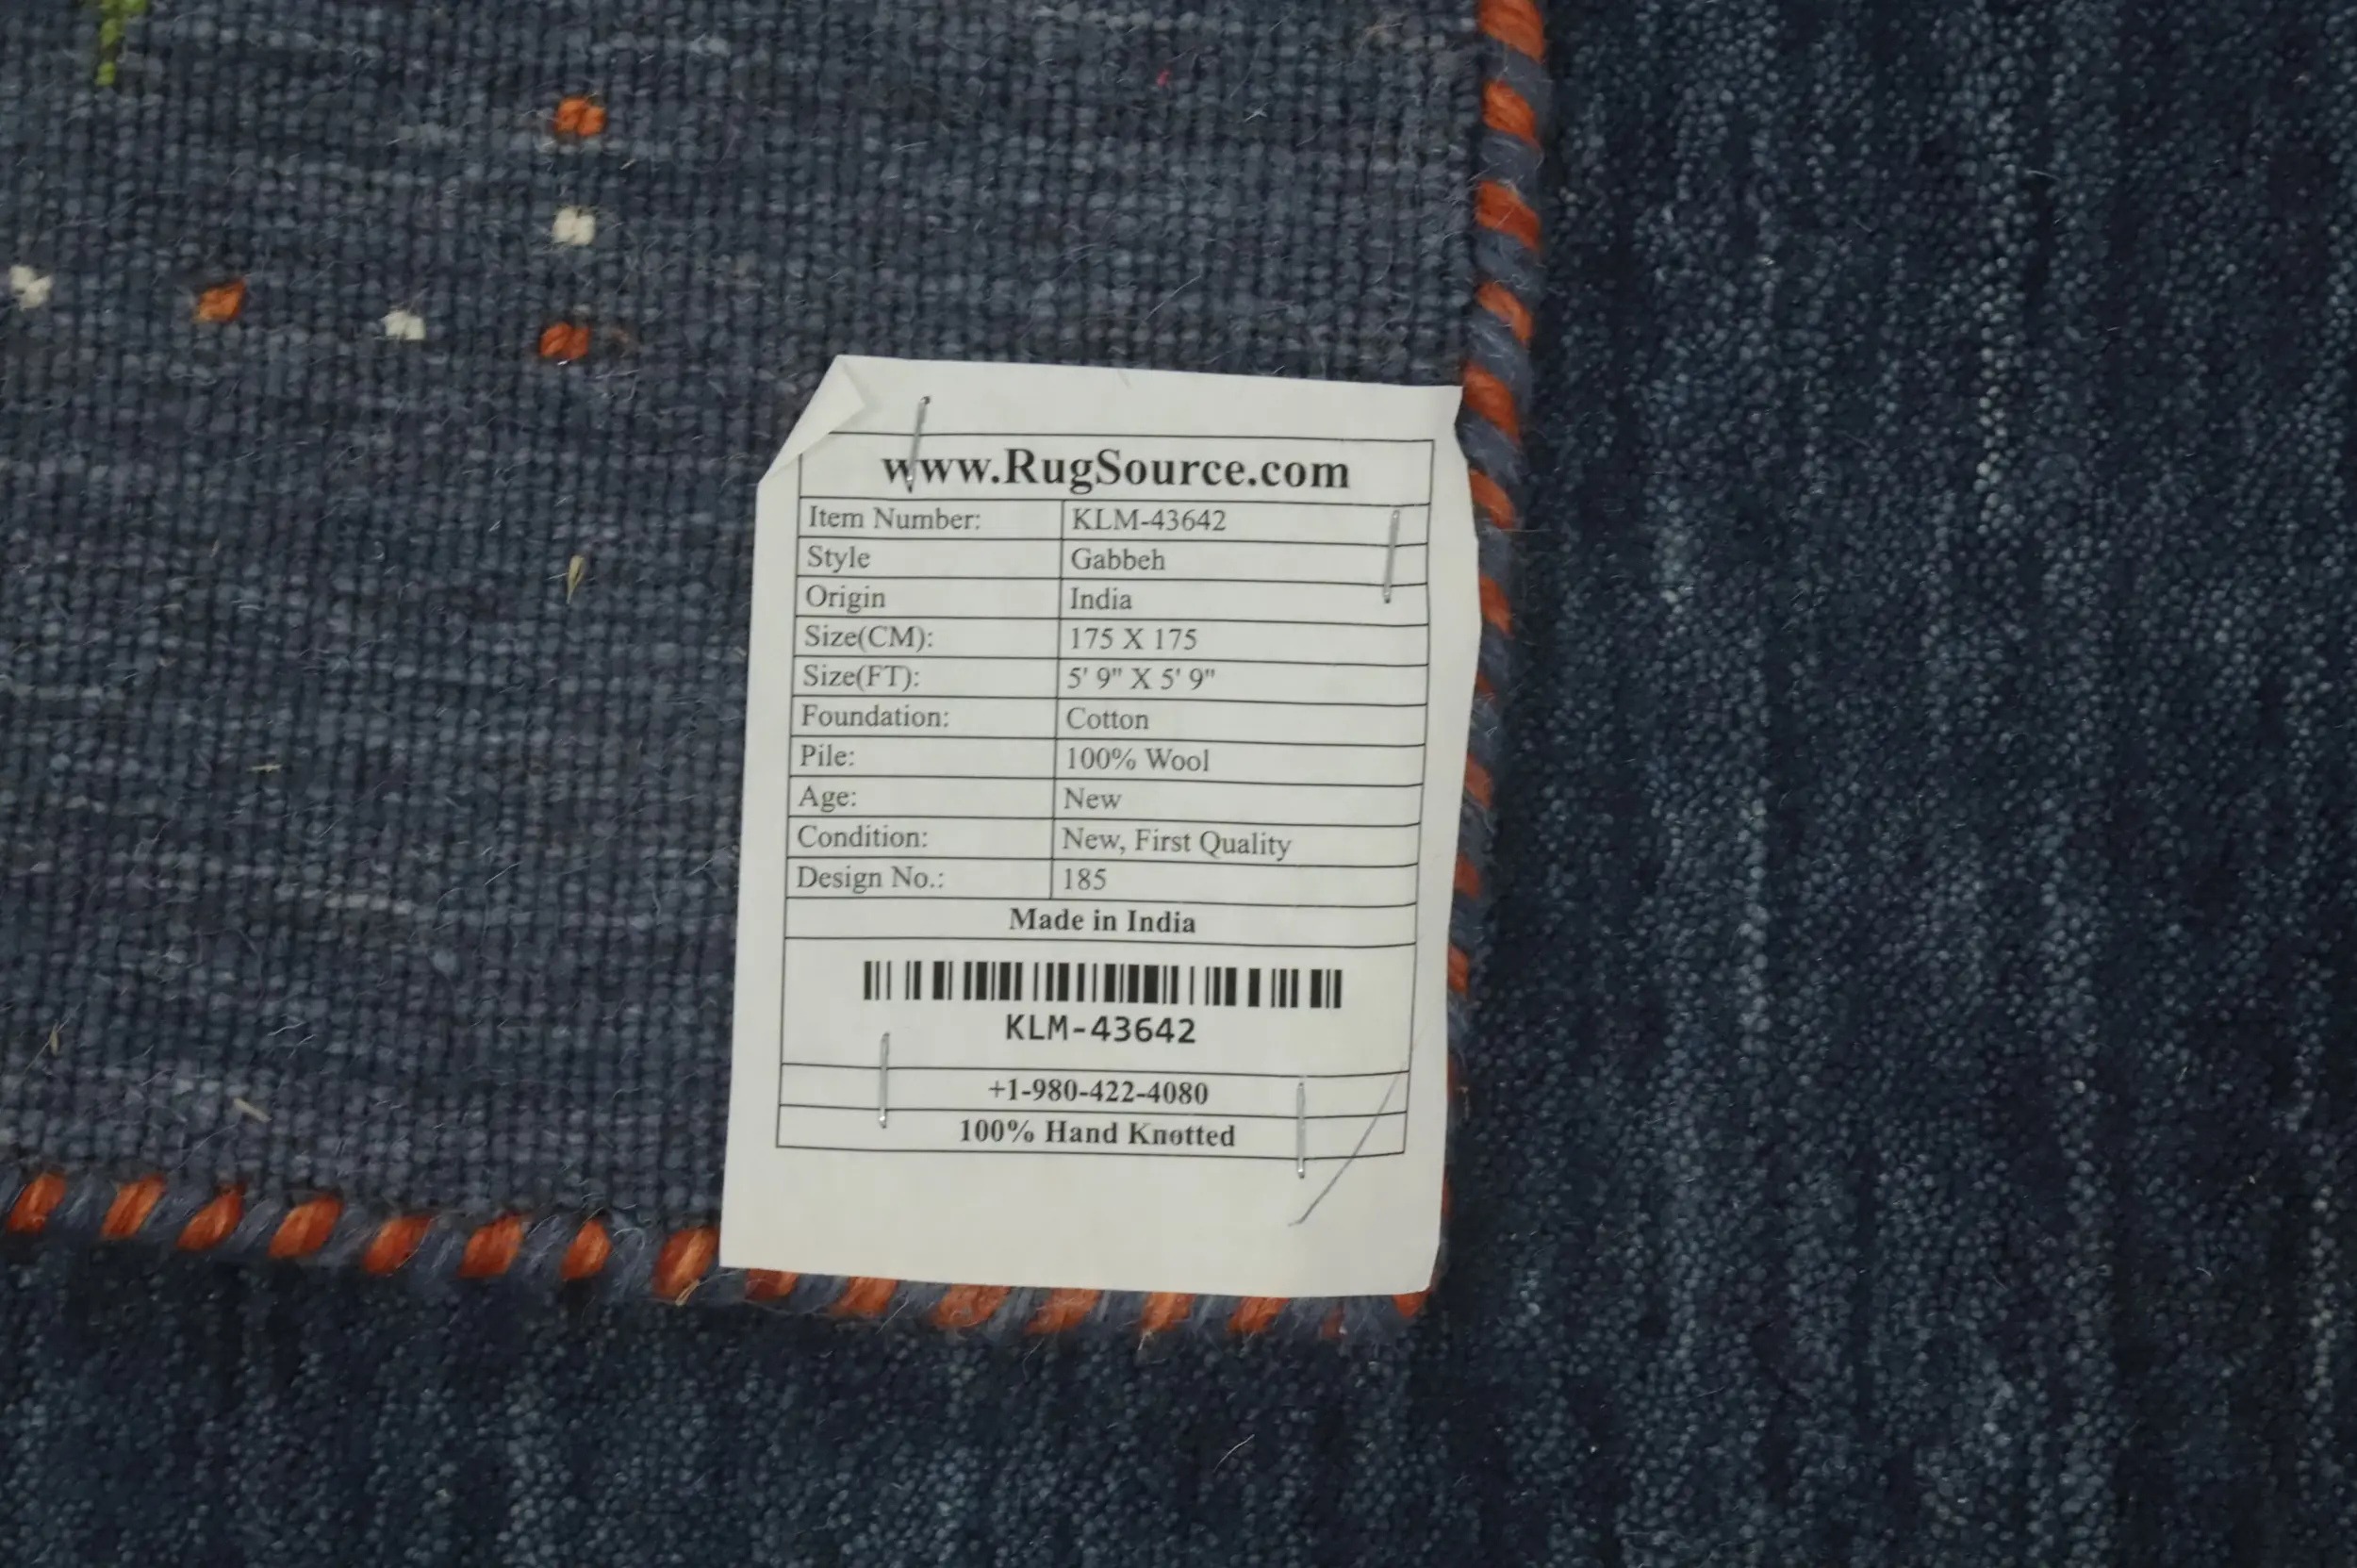 www.RugSource.com
Item Number: KLM-43642
Style Gabbeh
Origin India
Size(CM): 175 X 175
Size(FT): 5' 9" X 5' 9"
Foundation: Cotton
Pile: 100% Wool
Age: New
Condition: New, First Quality
Design No.: 185
Made in India
KLM-43642
+1-980-422-4080
100% Hand Knotted